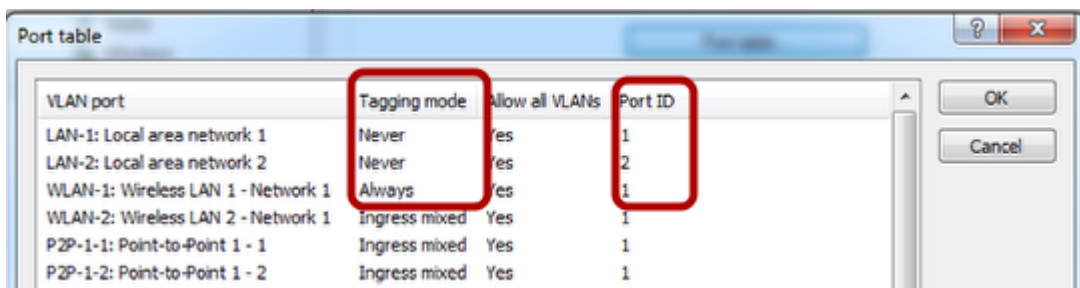 Port table
VLAN port Tagging mode Allow all VLANs Port ID
LAN-1: Local area network 1 Never Yes 1
LAN-2: Local area network 2 Never Yes 2
WLAN-1: Wireless LAN 1 - Network 1 Always Yes 1
WLAN-2: Wireless LAN 2 - Network 1 Ingress mixed Yes 1
P2P-1-1: Point-to-Point 1 - 1 Ingress mixed Yes 1
P2P-1-2: Point-to-Point 1 - 2 Ingress mixed Yes 1
OK
Cancel